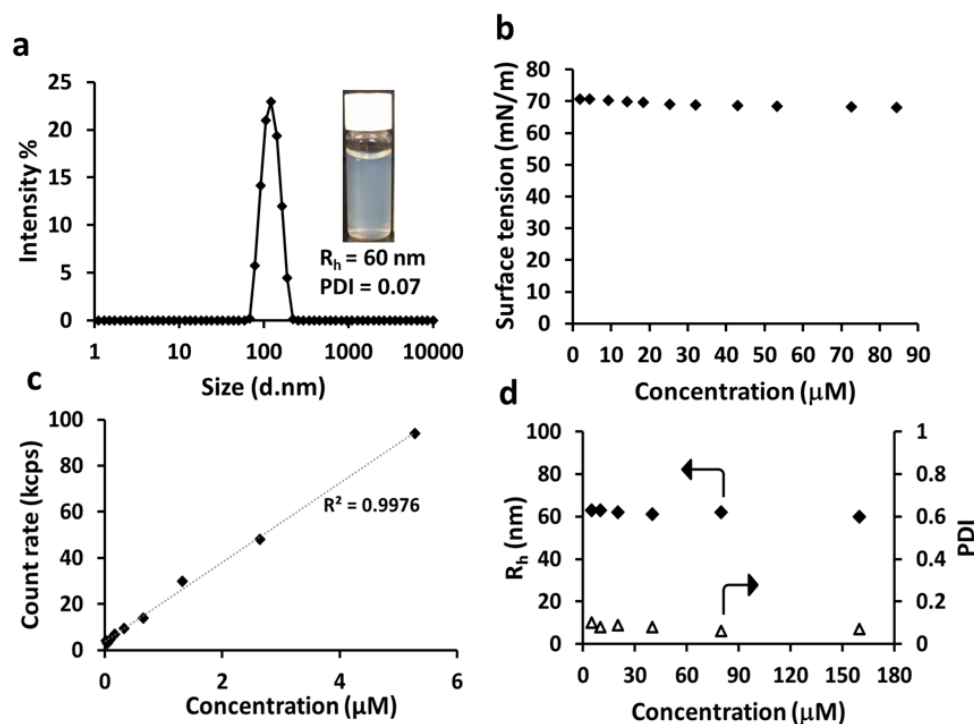 a
Intensity %
25
20
15
10
5
0
1 10 100 1000 10000
Size (d.nm)
Rh = 60 nm
PDI = 0.07
b
Surface tension (mN/m)
80
70
60
50
40
30
20
10
0
0 10 20 30 40 50 60 70 80 90
Concentration (μM)
c
Count rate (kcps)
100
80
60
40
20
0
0 2 4 6
Concentration (μM)
R² = 0.9976
d
Rh (nm)
100
80
60
40
20
0
0 30 60 90 120 150 180
Concentration (μM)
1
0.8
0.6
0.4
0.2
0
PDI